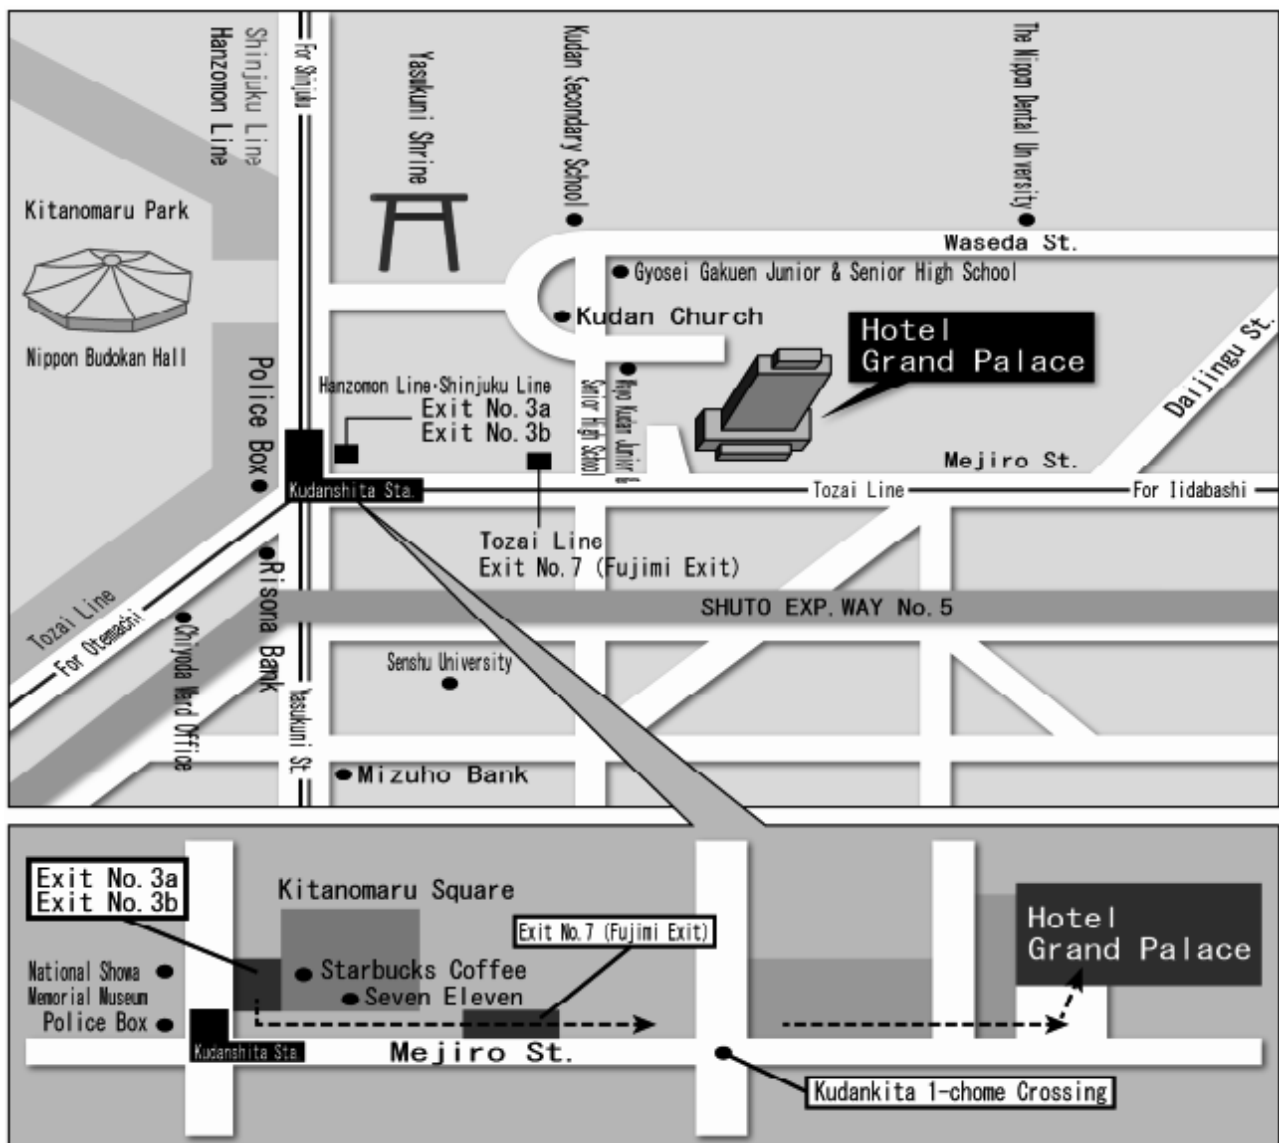 Shinjuku Line
Hanzomon Line
For Shinjuku
Yasukuni Shrine
Kudan Secondary School
The Nippon Dental University
Kitanomaru Park
Nippon Budokan Hall
Waseda St.
Gyosei Gakuen Junior & Senior High School
Kudan Church
Hotel
Grand Palace
Daijingu St.
Police Box
Hanzomon Line·Shinjuku Line
Exit No.3a
Exit No.3b
Kudan Junior &
Senior High School
Mejiro St.
Kudanshita Sta.
Tozai Line
For Iidabashi
Tozai Line
Exit No.7 (Fujimi Exit)
Risona Bank
SHUTO EXP.WAY No.5
Tozai Line
For Otemachi
Chiyoda Ward Office
Senshu University
Yasukuni St.
Mizuho Bank
Exit No.3a
Exit No.3b
Kitanomaru Square
Exit No.7 (Fujimi Exit)
Hotel
Grand Palace
National Showa
Memorial Museum
Starbucks Coffee
Seven Eleven
Police Box
Kudanshita Sta.
Mejiro St.
Kudankita 1-chome Crossing